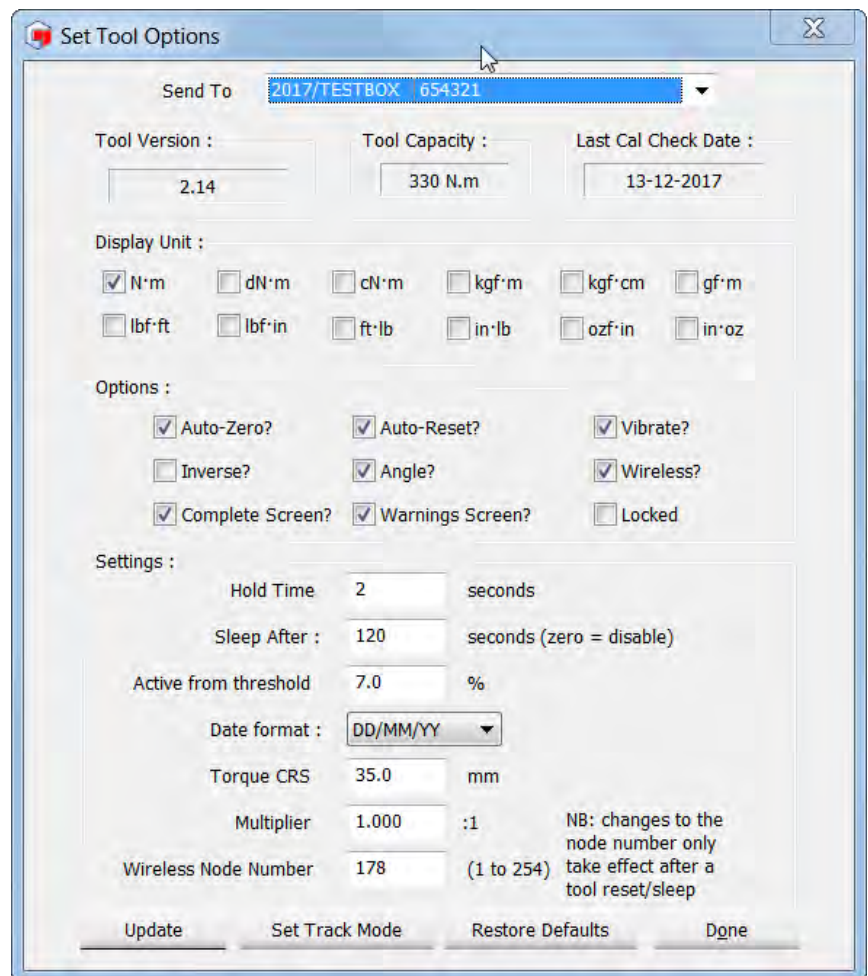 Set Tool Options
Send To 2017/TESTBOX 654321
Tool Version : Tool Capacity : Last Cal Check Date :
2.14 330 N.m 13-12-2017
Display Unit :
N·m dN·m cN·m kgf·m kgf·cm gf·m
lbf·ft lbf·in ft·lb in·lb ozf·in in·oz
Options :
Auto-Zero? Auto-Reset? Vibrate?
Inverse? Angle? Wireless?
Complete Screen? Warnings Screen? Locked
Settings :
Hold Time 2 seconds
Sleep After : 120 seconds (zero = disable)
Active from threshold 7.0 %
Date format : DD/MM/YY
Torque CRS 35.0 mm
Multiplier 1.000 :1
Wireless Node Number 178 (1 to 254)
NB: changes to the
node number only
take effect after a
tool reset/sleep
Update Set Track Mode Restore Defaults Done